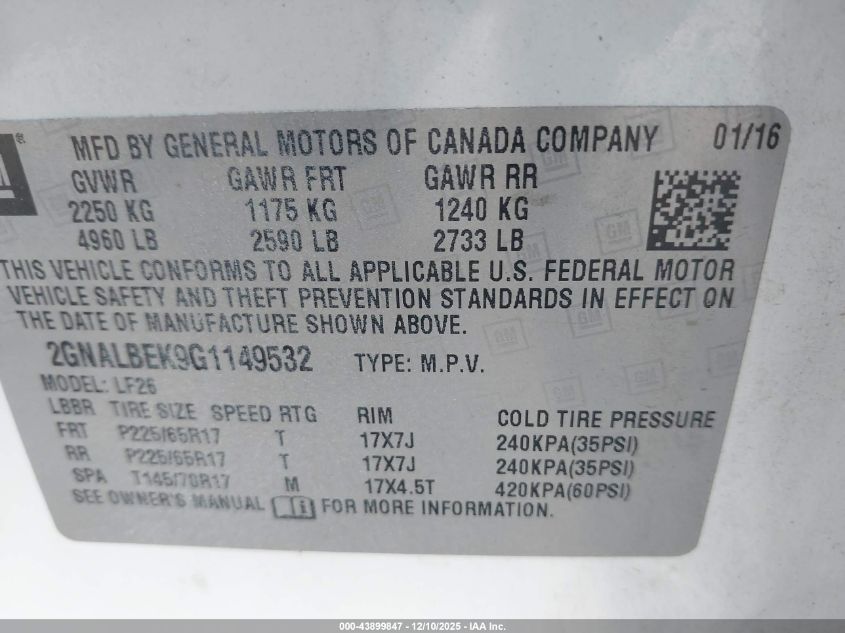 GM ®
MFD BY GENERAL MOTORS OF CANADA COMPANY 01/16
GVWR GAWR FRT GAWR RR
2250 KG 1175 KG 1240 KG
4960 LB 2590 LB 2733 LB
THIS VEHICLE CONFORMS TO ALL APPLICABLE U.S. FEDERAL MOTOR
VEHICLE SAFETY AND THEFT PREVENTION STANDARDS IN EFFECT ON
THE DATE OF MANUFACTURE SHOWN ABOVE.
2GNALBEK9G1149532 TYPE: M.P.V.
MODEL: LF26
LBBR TIRE SIZE SPEED RTG RIM COLD TIRE PRESSURE
FRT P225/65R17 T 17X7J 240KPA(35PSI)
RR P225/65R17 T 17X7J 240KPA(35PSI)
SPA T145/70R17 M 17X4.5T 420KPA(60PSI)
SEE OWNER'S MANUAL FOR MORE INFORMATION.
000-43899847 - 12/10/2025 - IAA Inc.